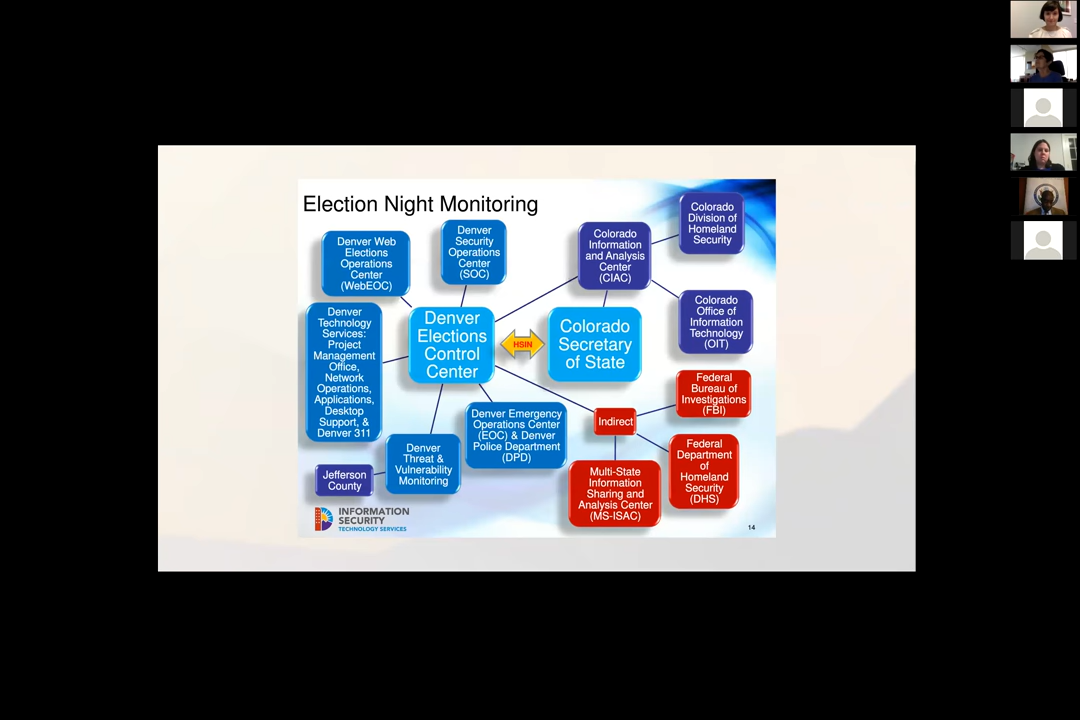 Election Night Monitoring
Denver Web
Elections
Operations
Center
(WebEOC)
Denver
Security
Operations
Center
(SOC)
Colorado
Information
and Analysis
Center
(CIAC)
Colorado
Division of
Homeland
Security
Denver
Technology
Services:
Project
Management
Office,
Network
Operations,
Applications,
Desktop
Support, &
Denver 311
Denver
Elections
Control
Center
HSIN
Colorado
Secretary
of State
Colorado
Office of
Information
Technology
(OIT)
Federal
Bureau of
Investigations
(FBI)
Indirect
Denver Emergency
Operations Center
(EOC) & Denver
Police Department
(DPD)
Denver
Threat &
Vulnerability
Monitoring
Jefferson
County
Multi-State
Information
Sharing and
Analysis Center
(MS-ISAC)
Federal
Department
of
Homeland
Security
(DHS)
INFORMATION
SECURITY
TECHNOLOGY SERVICES
14